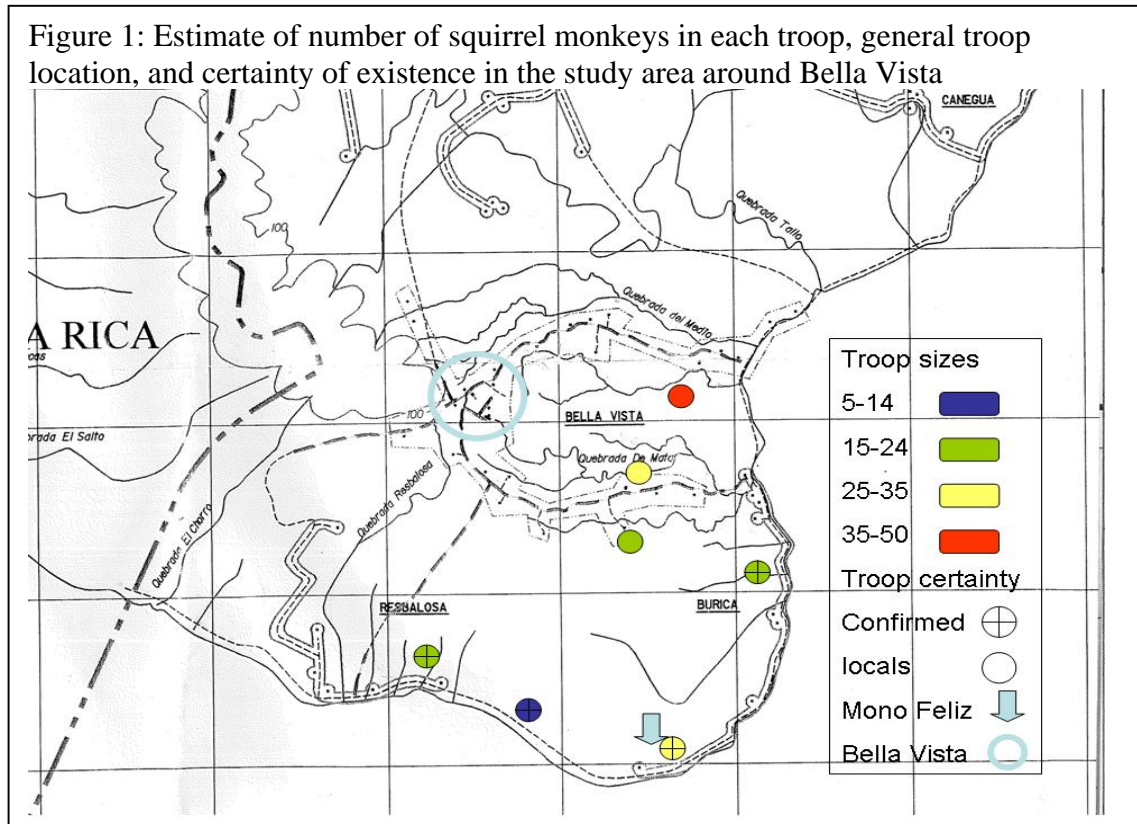 Figure 1: Estimate of number of squirrel monkeys in each troop, general troop
location, and certainty of existence in the study area around Bella Vista
CANEGUA
Quebrada Tallo
100
Quebrada del Medio
A RICA
Troop sizes
5-14
15-24
25-35
35-50
Troop certainty
Confirmed
locals
Mono Feliz
Bella Vista
BELLA VISTA
100
Quebrada De Mata
rada El Salto
Quebrada Resbalosa
Quebrada El Chorro
RESBALOSA
BURICA